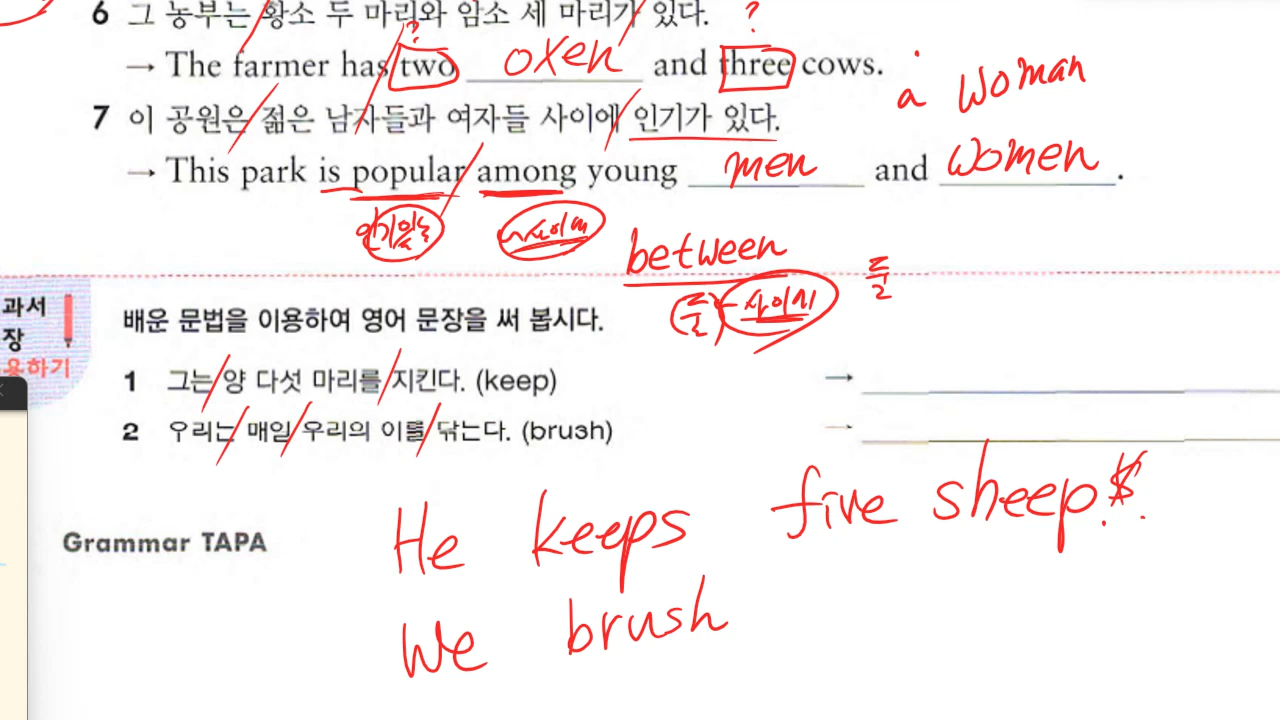 6 그 농부는 황소 두 마리와 암소 세 마리가 있다.
? ?
→ The farmer has two oxen and three cows.
a woman
7 이 공원은 젊은 남자들과 여자들 사이에 인기가 있다.
→ This park is popular among young men and women.
인기있는 ~사이에
between
(둘) 사이에 둘
과서
장
용하기
배운 문법을 이용하여 영어 문장을 써 봅시다.
1 그는 양 다섯 마리를 지킨다. (keep) →
2 우리는 매일 우리의 이를 닦는다. (brush) →
He keeps five sheep.
Grammar TAPA
We brush